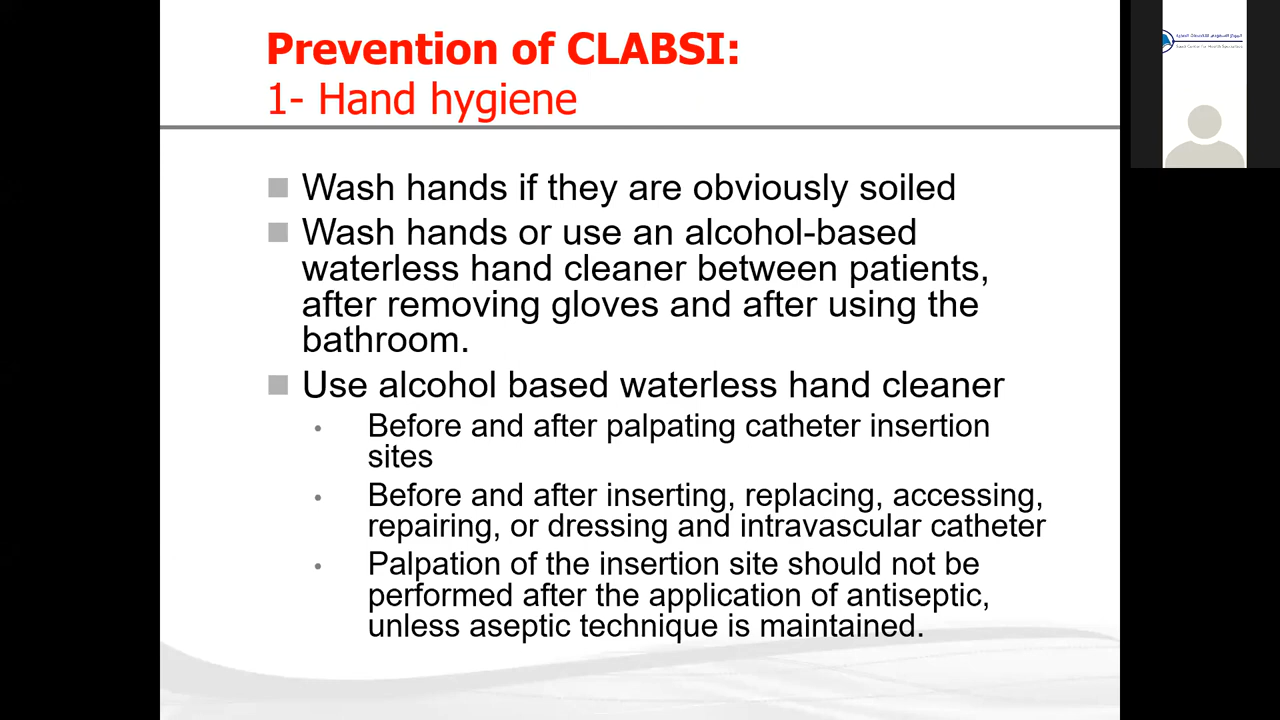 Prevention of CLABSI:
1- Hand hygiene
Wash hands if they are obviously soiled
Wash hands or use an alcohol-based
waterless hand cleaner between patients,
after removing gloves and after using the
bathroom.
Use alcohol based waterless hand cleaner
Before and after palpating catheter insertion
sites
Before and after inserting, replacing, accessing,
repairing, or dressing and intravascular catheter
Palpation of the insertion site should not be
performed after the application of antiseptic,
unless aseptic technique is maintained.